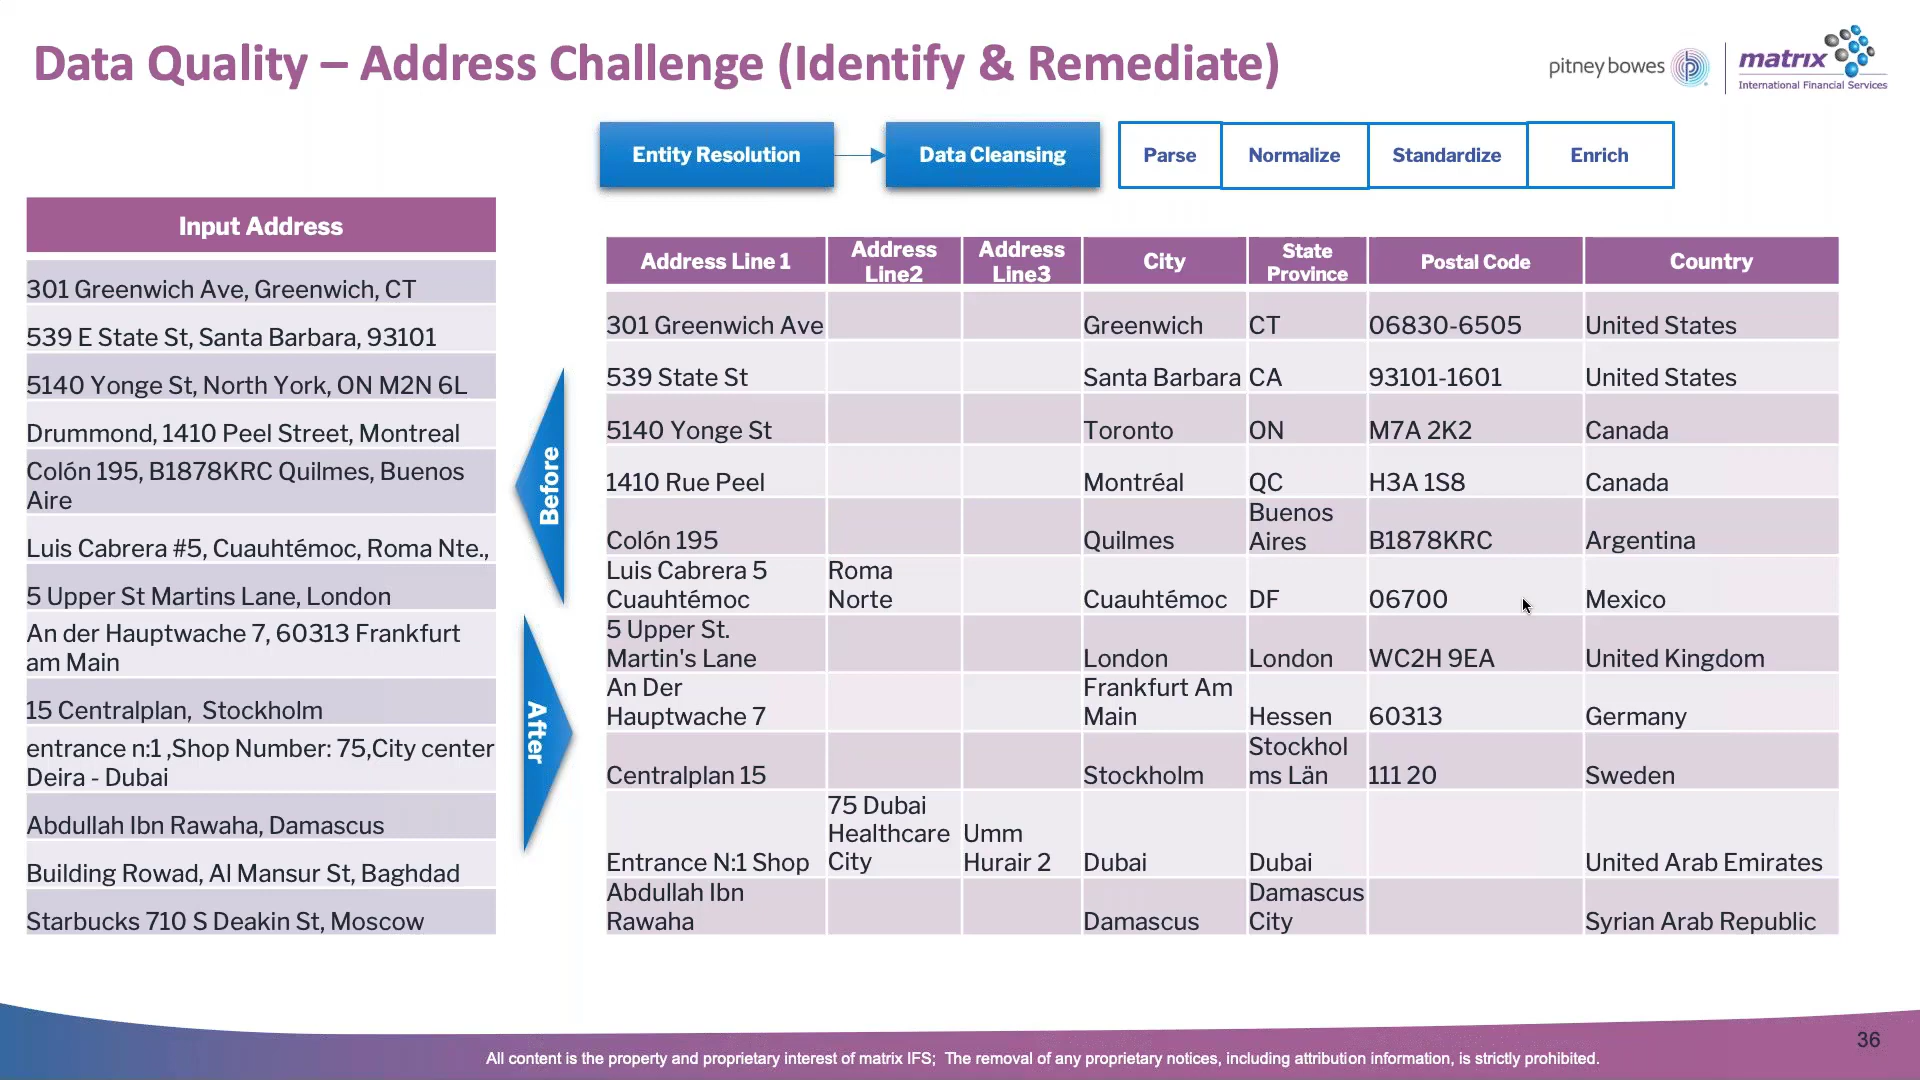 Data Quality – Address Challenge (Identify & Remediate)
pitney bowes
matrix
International Financial Services
Entity Resolution
Data Cleansing
Parse
Normalize
Standardize
Enrich
Input Address
301 Greenwich Ave, Greenwich, CT
539 E State St, Santa Barbara, 93101
5140 Yonge St, North York, ON M2N 6L
Drummond, 1410 Peel Street, Montreal
Colón 195, B1878KRC Quilmes, Buenos
Aire
Luis Cabrera #5, Cuauhtémoc, Roma Nte.,
5 Upper St Martins Lane, London
An der Hauptwache 7, 60313 Frankfurt
am Main
15 Centralplan, Stockholm
entrance n:1 ,Shop Number: 75,City center
Deira - Dubai
Abdullah Ibn Rawaha, Damascus
Building Rowad, Al Mansur St, Baghdad
Starbucks 710 S Deakin St, Moscow
Before
After
Address Line 1
Address
Line2
Address
Line3
City
State
Province
Postal Code
Country
301 Greenwich Ave
Greenwich
CT
06830-6505
United States
539 State St
Santa Barbara
CA
93101-1601
United States
5140 Yonge St
Toronto
ON
M7A 2K2
Canada
1410 Rue Peel
Montréal
QC
H3A 1S8
Canada
Colón 195
Quilmes
Buenos
Aires
B1878KRC
Argentina
Luis Cabrera 5
Cuauhtémoc
Roma
Norte
Cuauhtémoc
DF
06700
Mexico
5 Upper St.
Martin's Lane
London
London
WC2H 9EA
United Kingdom
An Der
Hauptwache 7
Frankfurt Am
Main
Hessen
60313
Germany
Centralplan 15
Stockholm
Stockhol
ms Län
111 20
Sweden
Entrance N:1 Shop
75 Dubai
Healthcare
City
Umm
Hurair 2
Dubai
Dubai
United Arab Emirates
Abdullah Ibn
Rawaha
Damascus
Damascus
City
Syrian Arab Republic
36
All content is the property and proprietary interest of matrix IFS; The removal of any proprietary notices, including attribution information, is strictly prohibited.